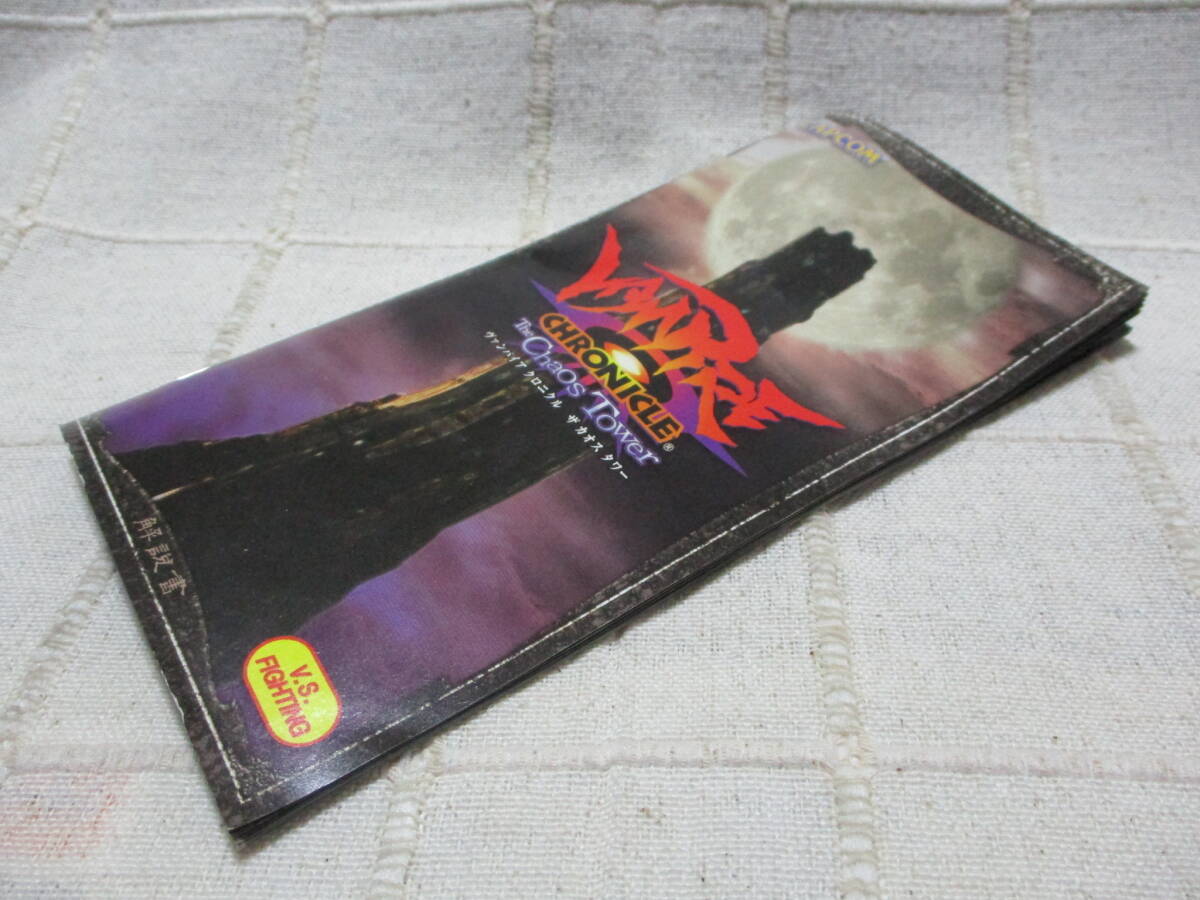 CAPCOM
VAMPIRE
CHRONICLE®
The Chaos Tower
ヴァンパイア クロニクル ザ カオス タワー
解説書
V.S.
FIGHTING